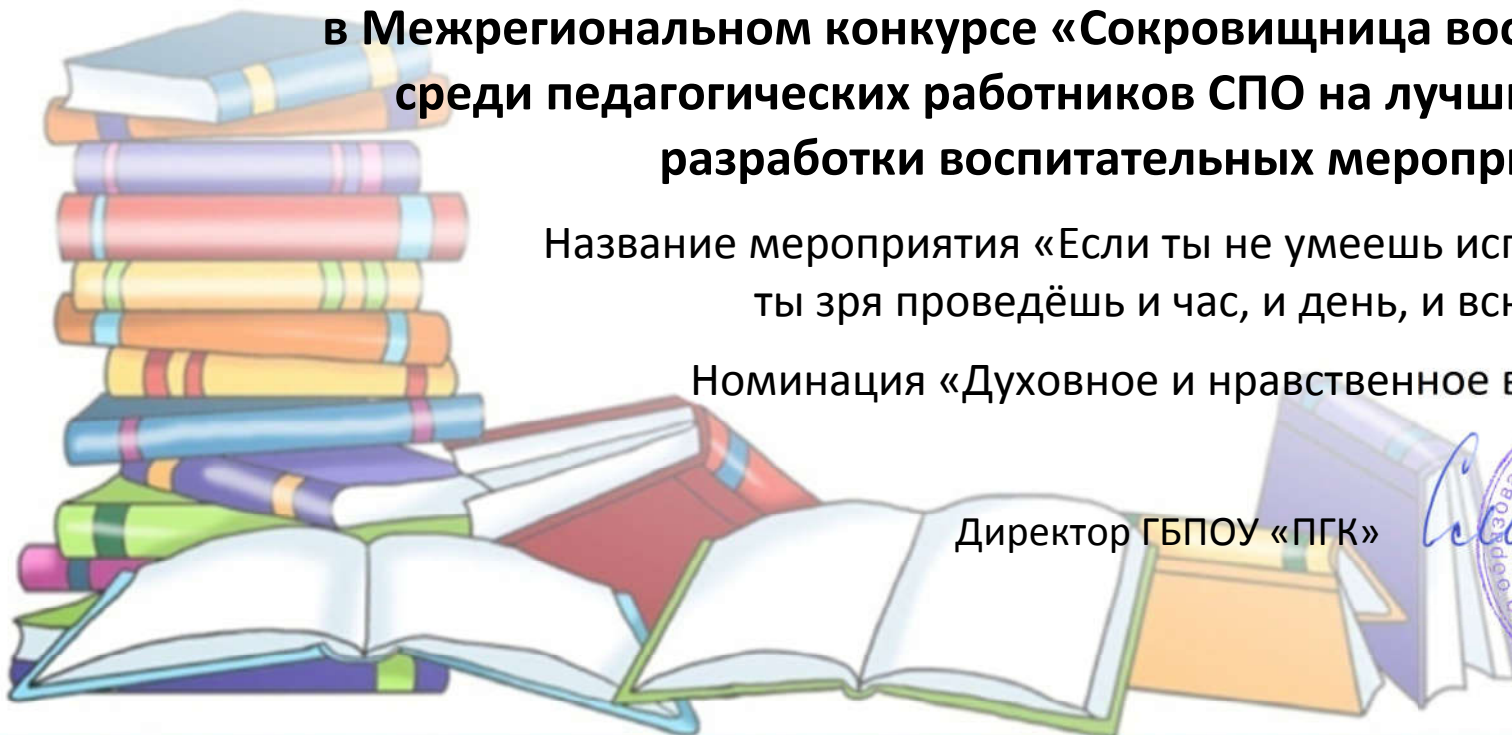 в Межрегиональном конкурсе «Сокровищница вос
среди педагогических работников СПО на лучш
разработки воспитательных меропр
Название мероприятия «Если ты не умеешь исп
ты зря проведёшь и час, и день, и вс
Номинация «Духовное и нравственное в
Директор ГБПОУ «ПГК»